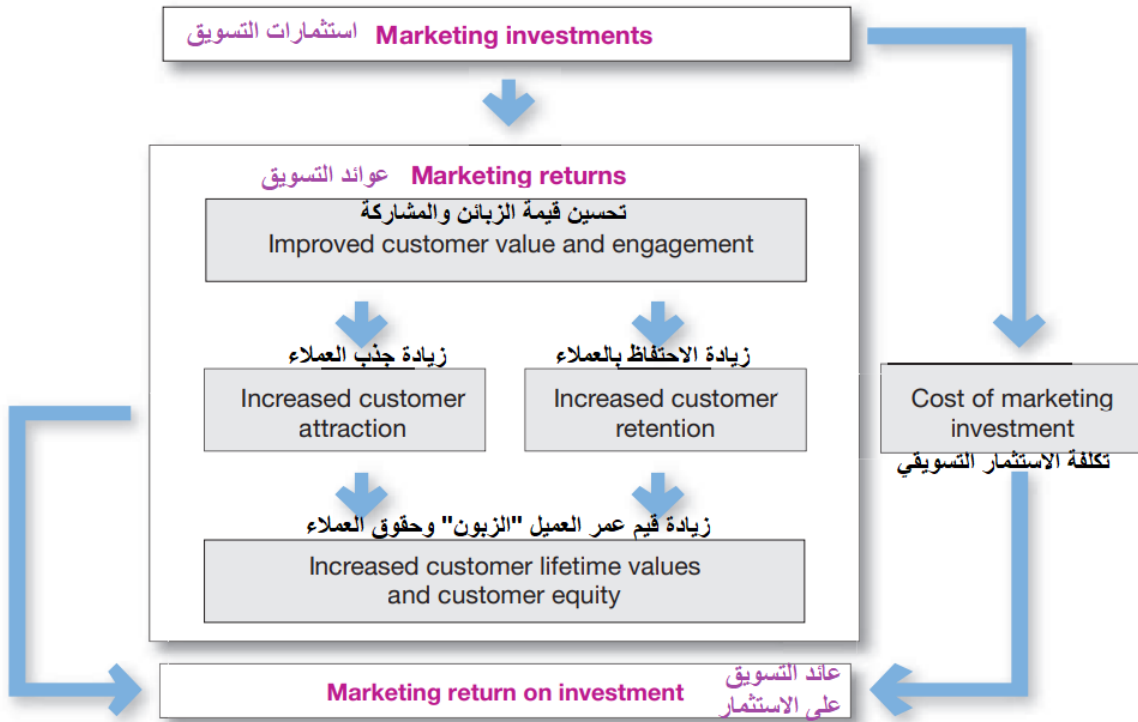 استثمارات التسويق Marketing investments
عوائد التسويق Marketing returns
تحسين قيمة الزبائن والمشاركة
Improved customer value and engagement
زيادة جذب العملاء
Increased customer
attraction
زيادة الاحتفاظ بالعملاء
Increased customer
retention
Cost of marketing
investment
تكلفة الاستثمار التسويقي
زيادة قيم عمر العميل "الزبون" وحقوق العملاء
Increased customer lifetime values
and customer equity
Marketing return on investment
عائد التسويق
على الاستثمار